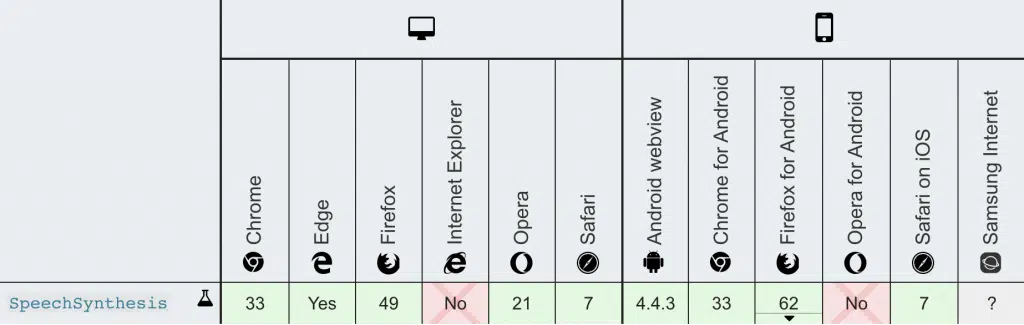 Chrome
Edge
Firefox
Internet Explorer
Opera
Safari
Android webview
Chrome for Android
Firefox for Android
Opera for Android
Safari on iOS
Samsung Internet
SpeechSynthesis 33 Yes 49 No 21 7 4.4.3 33 62 No 7 ?